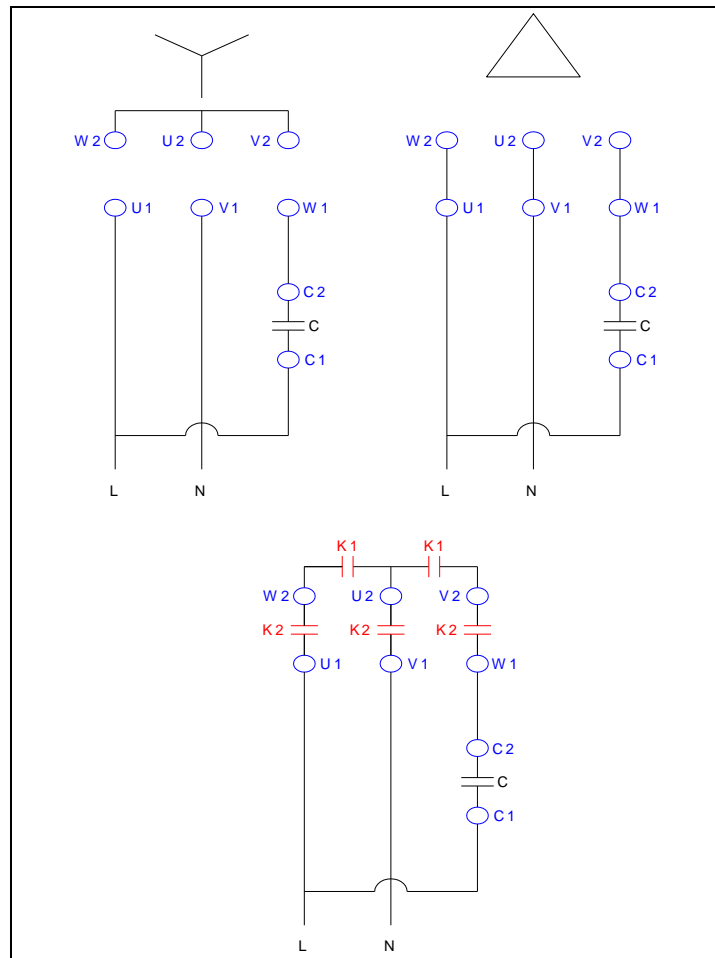 W2 U2 V2 W2 U2 V2
U1 V1 W1 U1 V1 W1
C2 C2
C C
C1 C1
L N L N
K1 K1
W2 U2 V2
K2 K2 K2
U1 V1 W1
C2
C
C1
L N